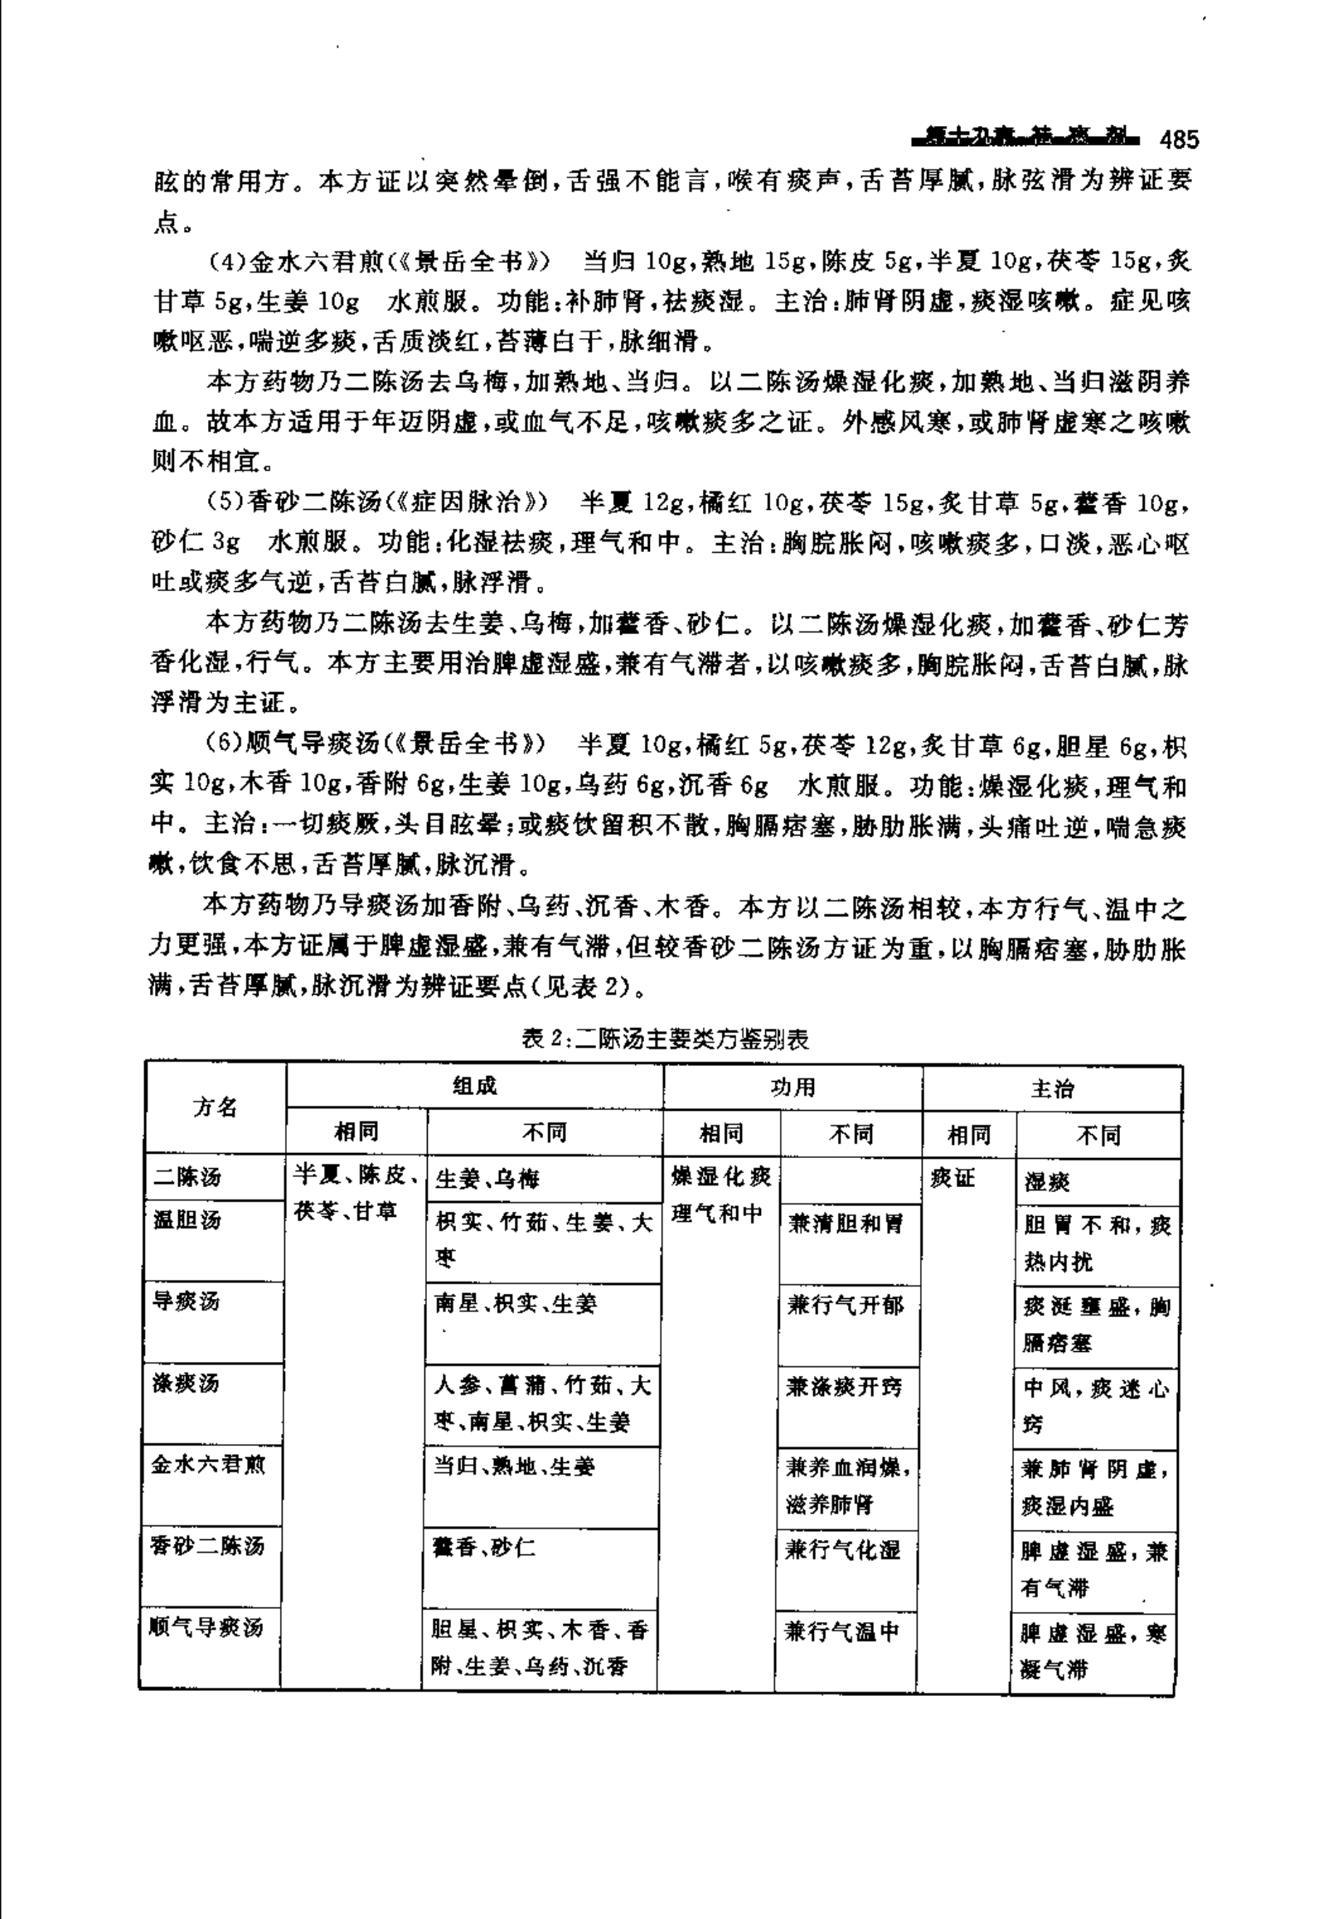 第十九章 祛痰剂 485
眩的常用方。本方证以突然晕倒,舌强不能言,喉有痰声,舌苔厚腻,脉弦滑为辨证要
点。
(4)金水六君煎(《景岳全书》) 当归 10g,熟地 15g,陈皮 5g,半夏 10g,茯苓 15g,炙
甘草 5g,生姜 10g 水煎服。功能:补肺肾,祛痰湿。主治:肺肾阴虚,痰湿咳嗽。症见咳
嗽呕恶,喘逆多痰,舌质淡红,苔薄白干,脉细滑。
本方药物乃二陈汤去乌梅,加熟地、当归。以二陈汤燥湿化痰,加熟地、当归滋阴养
血。故本方适用于年迈阴虚,或血气不足,咳嗽痰多之证。外感风寒,或肺肾虚寒之咳嗽
则不相宜。
(5)香砂二陈汤(《症因脉治》) 半夏 12g,橘红 10g,茯苓 15g,炙甘草 5g,藿香 10g,
砂仁 3g 水煎服。功能:化湿祛痰,理气和中。主治:胸脘胀闷,咳嗽痰多,口淡,恶心呕
吐或痰多气逆,舌苔白腻,脉浮滑。
本方药物乃二陈汤去生姜、乌梅,加藿香、砂仁。以二陈汤燥湿化痰,加藿香、砂仁芳
香化湿,行气。本方主要用治脾虚湿盛,兼有气滞者,以咳嗽痰多,胸脘胀闷,舌苔白腻,脉
浮滑为主证。
(6)顺气导痰汤(《景岳全书》) 半夏 10g,橘红 5g,茯苓 12g,炙甘草 6g,胆星 6g,枳
实 10g,木香 10g,香附 6g,生姜 10g,乌药 6g,沉香 6g 水煎服。功能:燥湿化痰,理气和
中。主治:一切痰厥,头目眩晕;或痰饮留积不散,胸膈痞塞,胁肋胀满,头痛吐逆,喘急痰
嗽,饮食不思,舌苔厚腻,脉沉滑。
本方药物乃导痰汤加香附、乌药、沉香、木香。本方以二陈汤相较,本方行气、温中之
力更强,本方证属于脾虚湿盛,兼有气滞,但较香砂二陈汤方证为重,以胸膈痞塞,胁肋胀
满,舌苔厚腻,脉沉滑为辨证要点(见表 2)。
表 2:二陈汤主要类方鉴别表
方名 组成 功用 主治
相同 不同 相同 不同 相同 不同
二陈汤 半夏、陈皮、 生姜、乌梅 燥湿化痰 痰证 湿痰
温胆汤 茯苓、甘草 枳实、竹茹、生姜、大 理气和中 兼清胆和胃 胆胃不和,痰
枣 热内扰
导痰汤 南星、枳实、生姜 兼行气开郁 痰涎壅盛,胸
膈痞塞
涤痰汤 人参、菖蒲、竹茹、大 兼涤痰开窍 中风,痰迷心
枣、南星、枳实、生姜 窍
金水六君煎 当归、熟地、生姜 兼养血润燥, 兼肺肾阴虚,
滋养肺肾 痰湿内盛
香砂二陈汤 藿香、砂仁 兼行气化湿 脾虚湿盛,兼
有气滞
顺气导痰汤 胆星、枳实、木香、香 兼行气温中 脾虚湿盛,寒
附、生姜、乌药、沉香 凝气滞